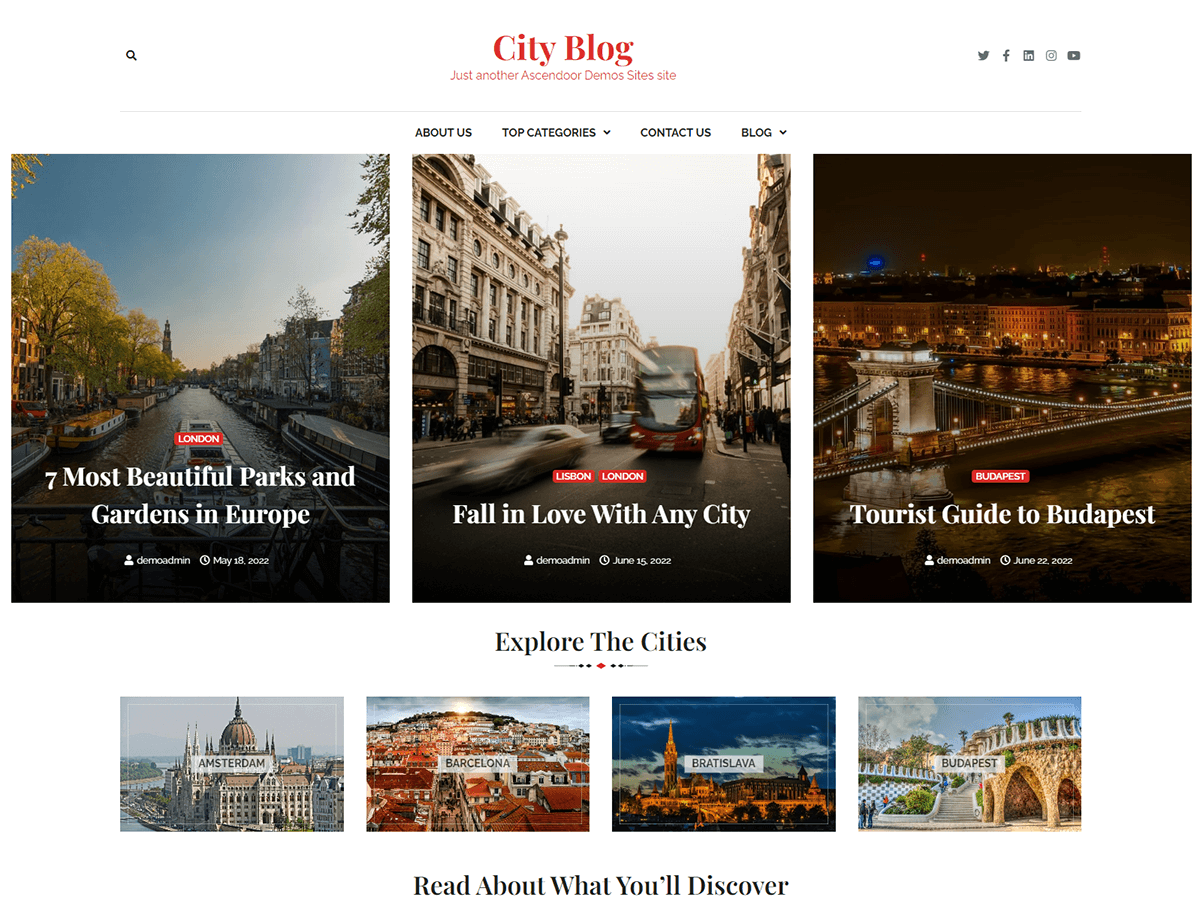 City Blog
Just another Ascendoor Demos Sites site
ABOUT US
TOP CATEGORIES
CONTACT US
BLOG
LONDON
7 Most Beautiful Parks and
Gardens in Europe
demoadmin May 18, 2022
LISBON LONDON
Fall in Love With Any City
demoadmin June 15, 2022
BUDAPEST
Tourist Guide to Budapest
demoadmin June 22, 2022
Explore The Cities
AMSTERDAM
BARCELONA
BRATISLAVA
BUDAPEST
Read About What You’ll Discover